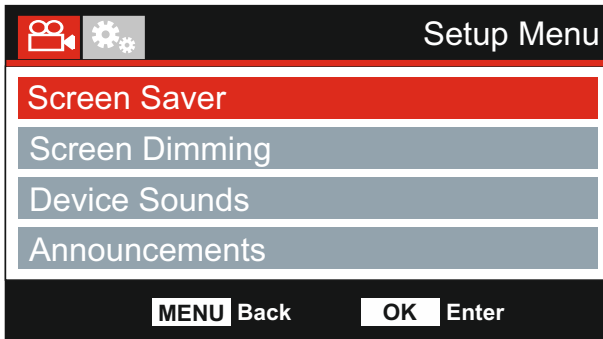 Setup Menu
Screen Saver
Screen Dimming
Device Sounds
Announcements
MENU Back OK Enter